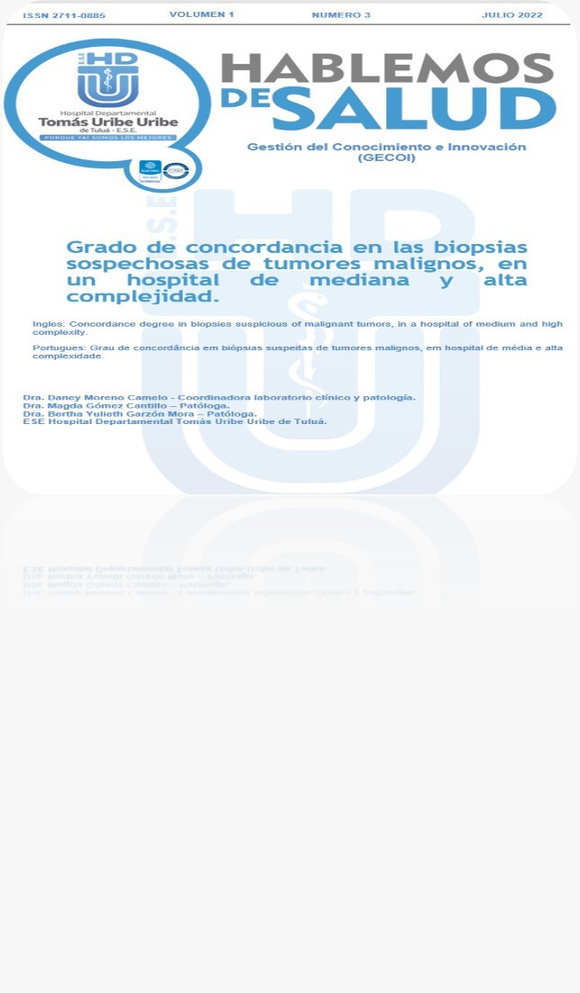 ISSN 2711-0885 VOLUMEN 1 NUMERO 3 JULIO 2022
E.S.E
HD
U
Hospital Departamental
Tomás Uribe Uribe
de Tuluá - E.S.E.
PORQUE YA! SOMOS LOS MEJORES
HABLEMOS
DE SALUD
Gestión del Conocimiento e Innovación
(GECOI)
Grado de concordancia en las biopsias
sospechosas de tumores malignos, en
un hospital de mediana y alta
complejidad.
Ingles: Concordance degree in biopsies suspicious of malignant tumors, in a hospital of medium and high
complexity.
Portugues: Grau de concordância em biópsias suspeitas de tumores malignos, em hospital de média e alta
complexidade.
Dra. Daney Moreno Camelo - Coordinadora laboratorio clínico y patología.
Dra. Magda Gómez Cantillo – Patóloga.
Dra. Bertha Yulieth Garzón Mora – Patóloga.
ESE Hospital Departamental Tomás Uribe Uribe de Tuluá.